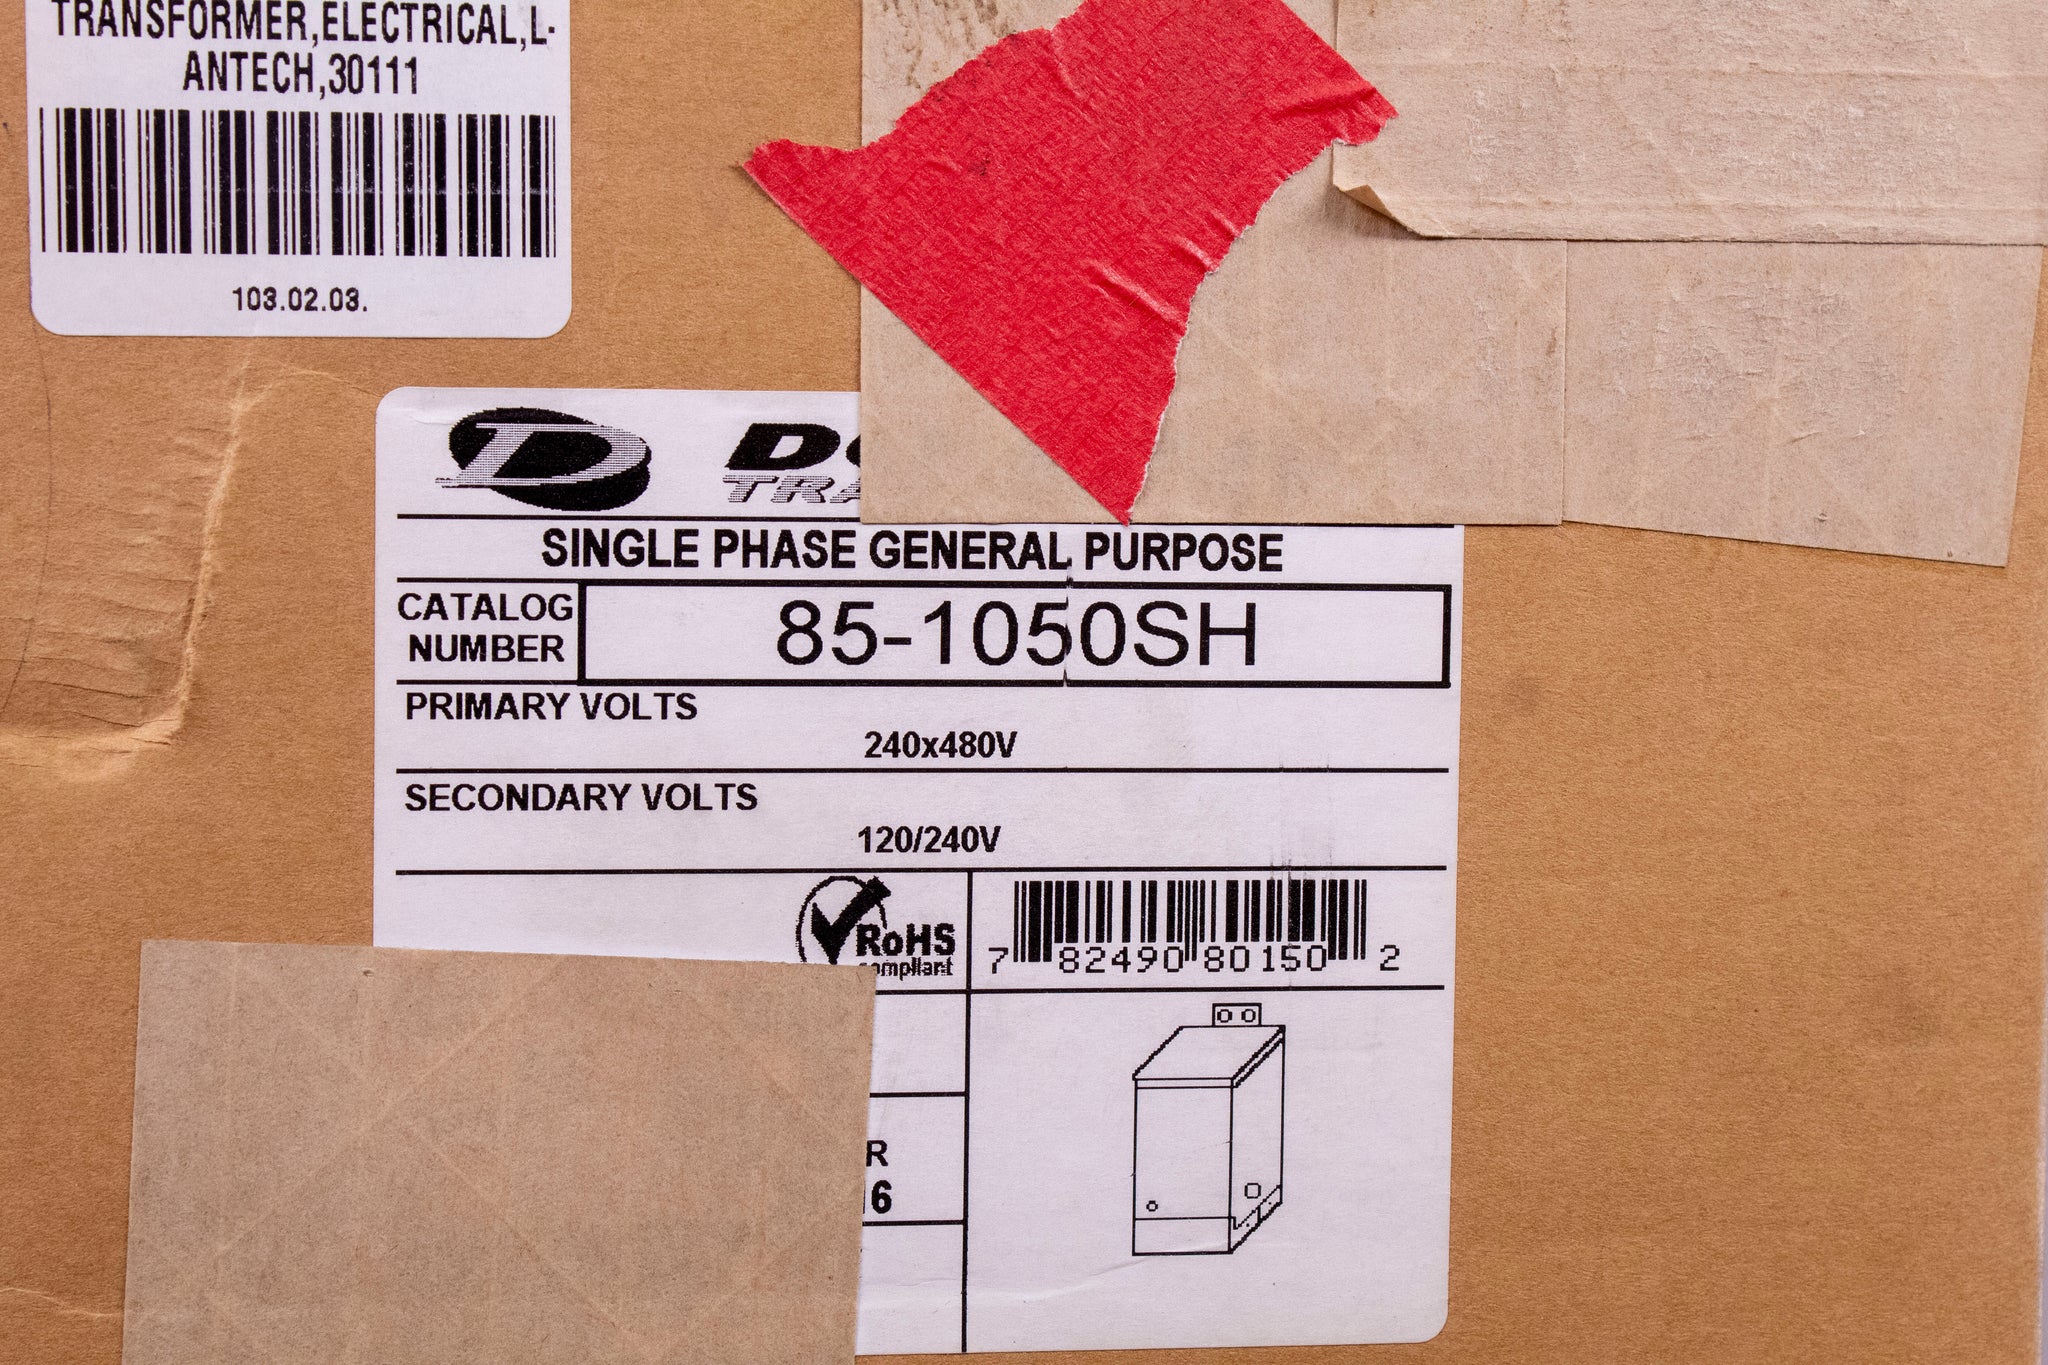 TRANSFORMER,ELECTRICAL,L-
ANTECH,30111
103.02.03.
SINGLE PHASE GENERAL PURPOSE
CATALOG
NUMBER
85-1050SH
PRIMARY VOLTS
240x480V
SECONDARY VOLTS
120/240V
RoHS
compliant
7 82490 80150 2